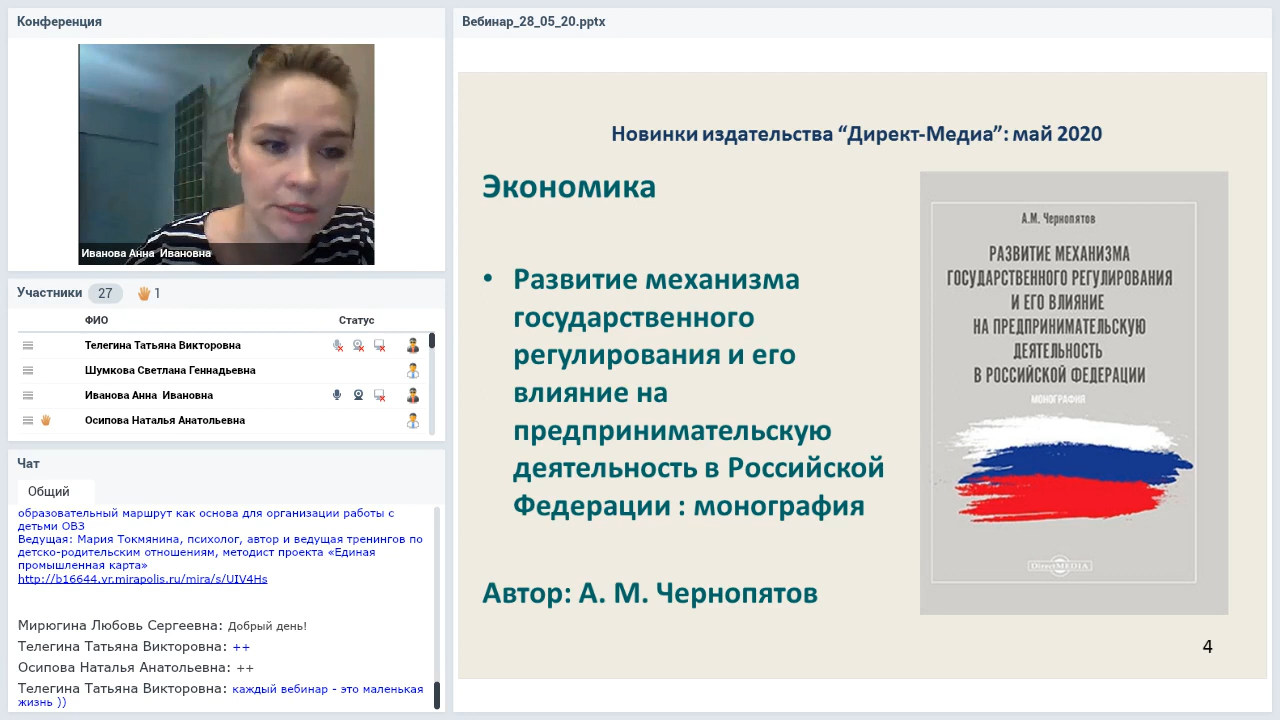 Конференция
Иванова Анна  Ивановна
Участники 27 1
ФИО Статус
Телегина Татьяна Викторовна
Шумкова Светлана Геннадьевна
Иванова Анна  Ивановна
Осипова Наталья Анатольевна
Чат
Общий
образовательный маршрут как основа для организации работы с
детьми ОВЗ
Ведущая: Мария Токмянина, психолог, автор и ведущая тренингов по
детско-родительским отношениям, методист проекта «Единая
промышленная карта»
http://b16644.vr.mirapolis.ru/mira/s/UIV4Hs
Мирюгина Любовь Сергеевна: Добрый день!
Телегина Татьяна Викторовна: ++
Осипова Наталья Анатольевна: ++
Телегина Татьяна Викторовна: каждый вебинар - это маленькая
жизнь ))
Вебинар_28_05_20.pptx
Новинки издательства “Директ-Медиа”: май 2020
Экономика
• Развитие механизма
государственного
регулирования и его
влияние на
предпринимательскую
деятельность в Российской
Федерации : монография
Автор: А. М. Чернопятов
А.М. Чернопятов
РАЗВИТИЕ МЕХАНИЗМА
ГОСУДАРСТВЕННОГО РЕГУЛИРОВАНИЯ
И ЕГО ВЛИЯНИЕ
НА ПРЕДПРИНИМАТЕЛЬСКУЮ
ДЕЯТЕЛЬНОСТЬ
В РОССИЙСКОЙ ФЕДЕРАЦИИ
МОНОГРАФИЯ
DirectMEDIA
4